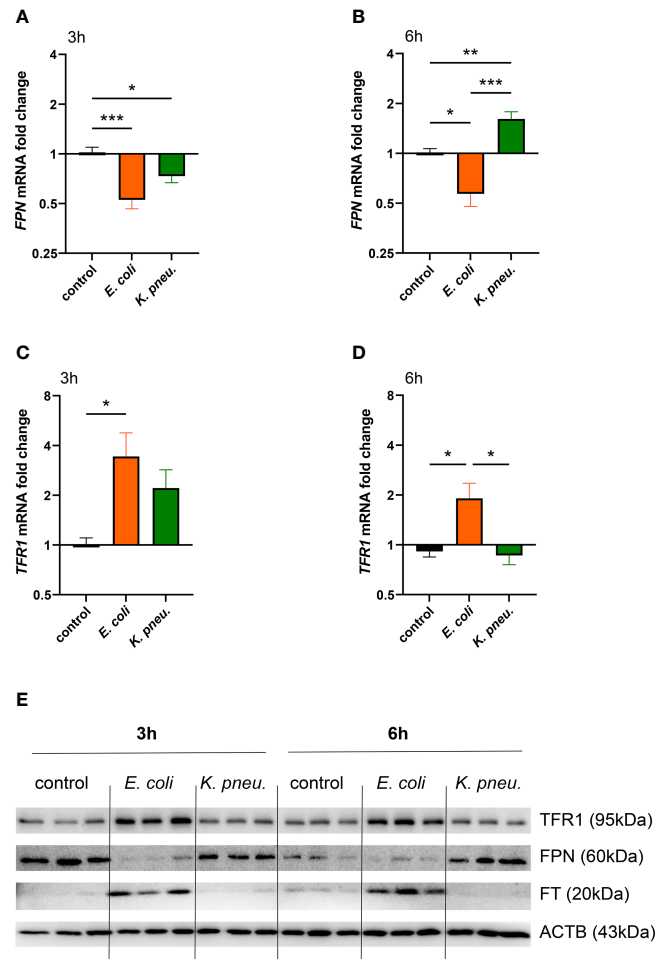 A
3h
4
2
1
0.5
0.25
FPN mRNA fold change
*
***
control
E. coli
K. pneu.
B
6h
4
2
1
0.5
0.25
FPN mRNA fold change
**
***
*
control
E. coli
K. pneu.
C
3h
8
4
2
1
0.5
TFR1 mRNA fold change
*
control
E. coli
K. pneu.
D
6h
8
4
2
1
0.5
TFR1 mRNA fold change
* *
control
E. coli
K. pneu.
E
3h 6h
control E. coli K. pneu. control E. coli K. pneu.
TFR1 (95kDa)
FPN (60kDa)
FT (20kDa)
ACTB (43kDa)